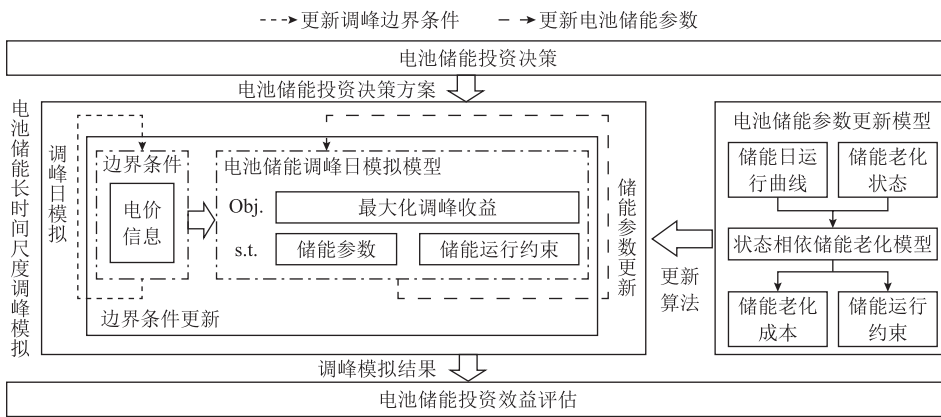 更新调峰边界条件
更新电池储能参数
电池储能投资决策
电池储能投资决策方案
电池储能长时间尺度调峰模拟
调峰日模拟
边界条件
电价
信息
电池储能调峰日模拟模型
Obj.
最大化调峰收益
s.t.
储能参数
储能运行约束
储能参数更新
边界条件更新
更新
算法
电池储能参数更新模型
储能日运
行曲线
储能老化
状态
状态相依储能老化模型
储能老化
成本
储能运行
约束
调峰模拟结果
电池储能投资效益评估